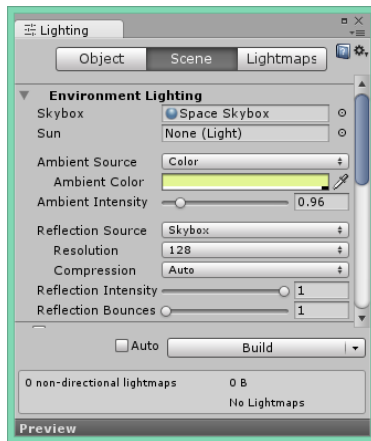 Lighting
Object Scene Lightmaps
Environment Lighting
Skybox Space Skybox
Sun None (Light)
Ambient Source Color
Ambient Color
Ambient Intensity 0.96
Reflection Source Skybox
Resolution 128
Compression Auto
Reflection Intensity 1
Reflection Bounces 1
Auto Build
0 non-directional lightmaps 0 B
No Lightmaps
Preview